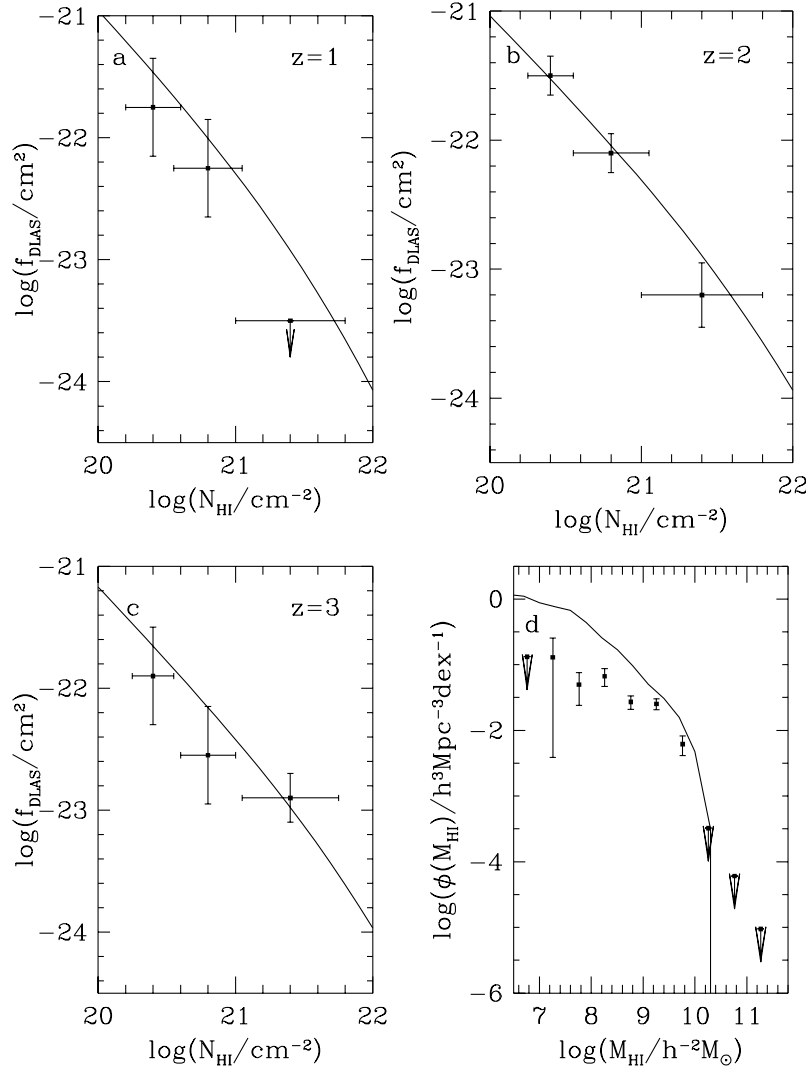 a
z=1
−21
−22
−23
−24
log(f_DLAS/cm²)
20
21
22
log(N_HI/cm⁻²)
b
z=2
−21
−22
−23
−24
log(f_DLAS/cm²)
20
21
22
log(N_HI/cm⁻²)
c
z=3
−21
−22
−23
−24
log(f_DLAS/cm²)
20
21
22
log(N_HI/cm⁻²)
d
0
−2
−4
−6
log(ϕ(M_HI)/h³Mpc⁻³dex⁻¹)
7
8
9
10
11
log(M_HI/h⁻²M_⊙)